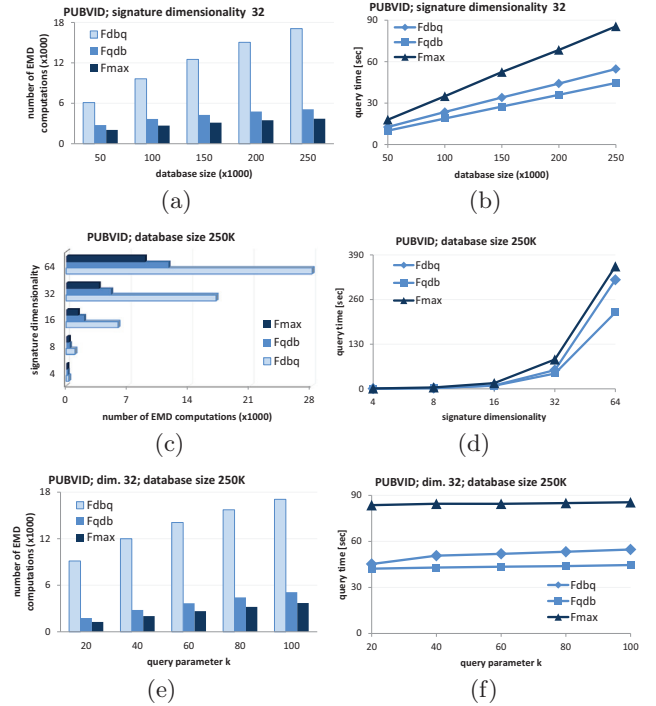 PUBVID; signature dimensionality 32
number of EMD
computations (x1000)
18
12
6
0
Fdbq
Fqdb
Fmax
50 100 150 200 250
database size (x1000)
(a)
PUBVID; signature dimensionality 32
query time [sec]
90
60
30
0
Fdbq
Fqdb
Fmax
50 100 150 200 250
database size (x1000)
(b)
PUBVID; database size 250K
signature dimensionality
64
32
16
8
4
Fmax
Fqdb
Fdbq
0 7 14 21 28
number of EMD computations (x1000)
(c)
PUBVID; database size 250K
query time [sec]
390
260
130
0
Fdbq
Fqdb
Fmax
4 8 16 32 64
signature dimensionality
(d)
PUBVID; dim. 32; database size 250K
number of EMD
computations (x1000)
18
12
6
0
Fdbq
Fqdb
Fmax
20 40 60 80 100
query parameter k
(e)
PUBVID; dim. 32; database size 250K
query time [sec]
90
60
30
0
Fdbq
Fqdb
Fmax
20 40 60 80 100
query parameter k
(f)